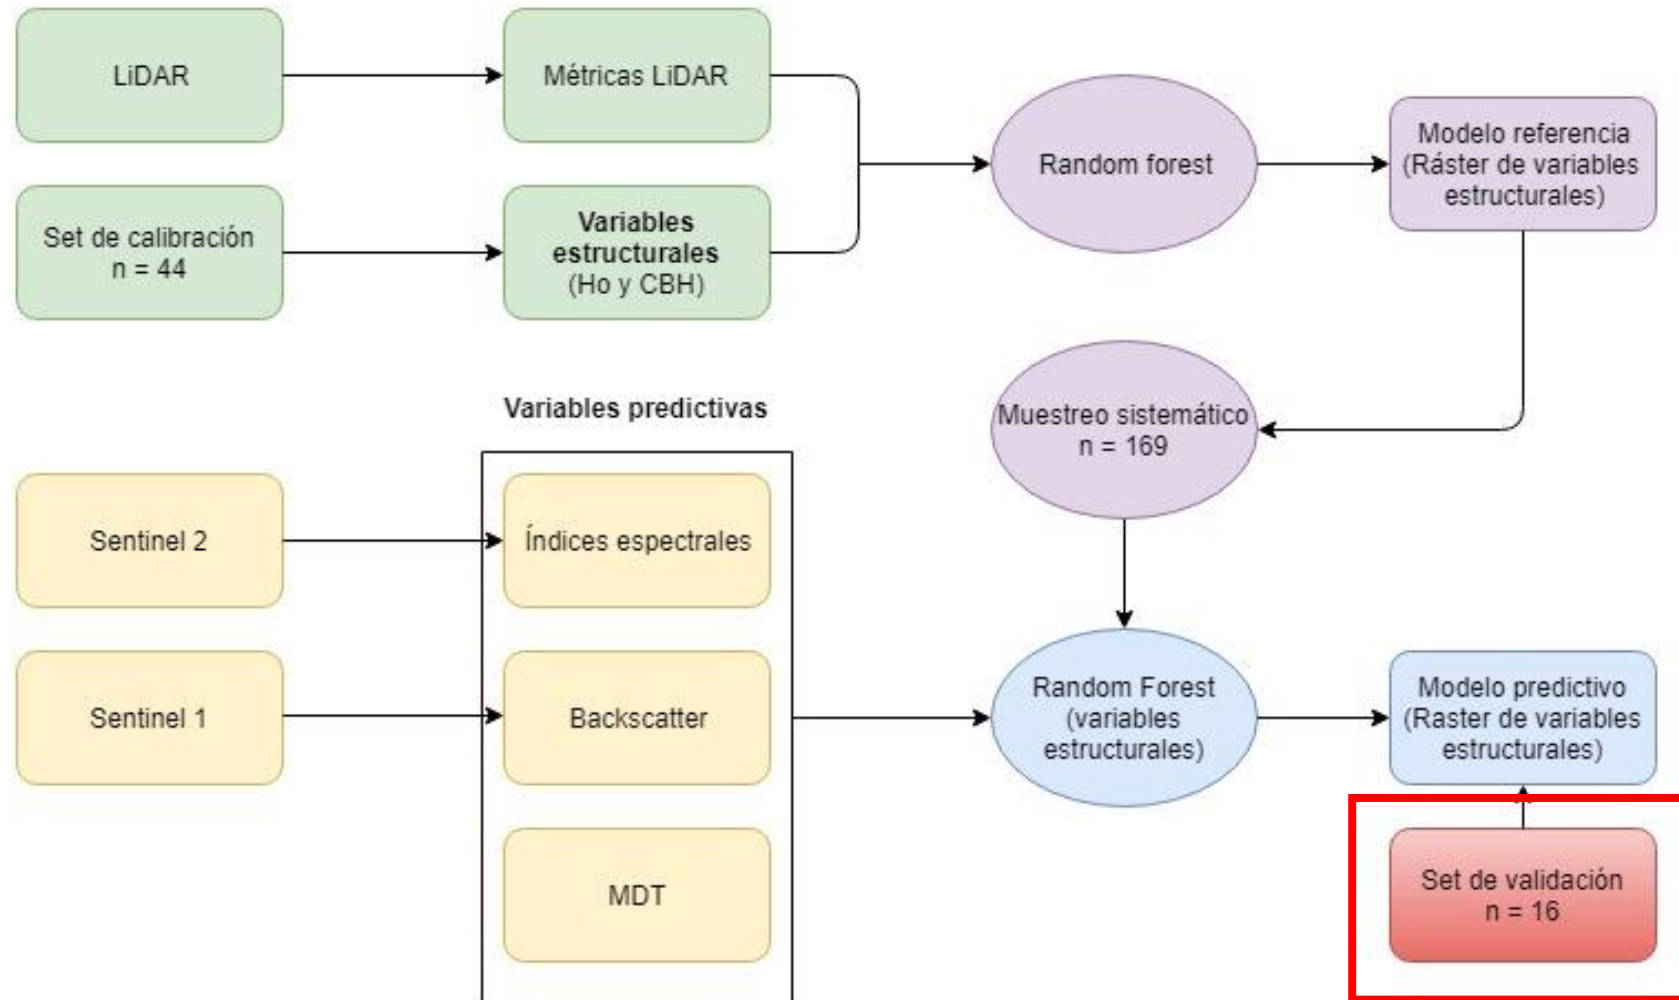 LiDAR
Métricas LiDAR
Random forest
Modelo referencia
(Ráster de variables
estructurales)
Set de calibración
n = 44
Variables
estructurales
(Ho y CBH)
Muestreo sistemático
n = 169
Variables predictivas
Sentinel 2
Índices espectrales
Sentinel 1
Backscatter
Random Forest
(variables
estructurales)
Modelo predictivo
(Raster de variables
estructurales)
MDT
Set de validación
n = 16